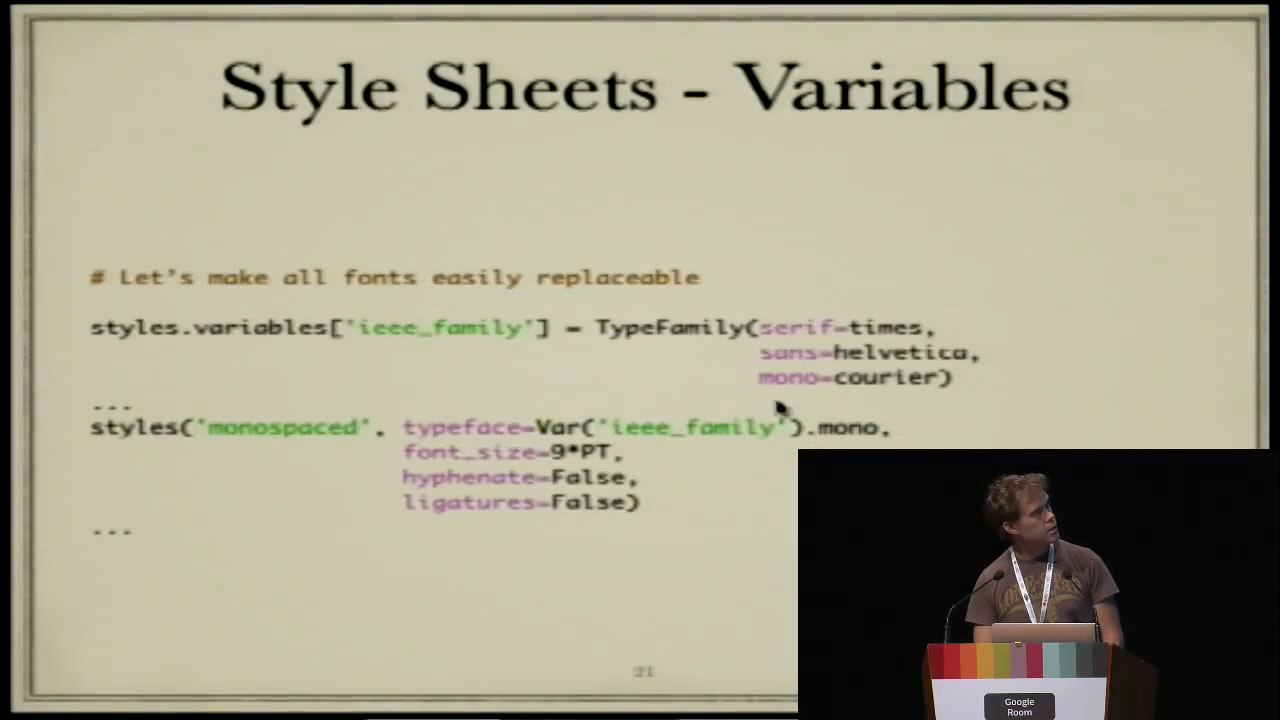 Style Sheets - Variables
# Let's make all fonts easily replaceable
styles.variables['ieee_family'] = TypeFamily(serif=times,
sans=helvetica,
mono=courier)
...
styles('monospaced', typeface=Var('ieee_family').mono,
font_size=9*PT,
hyphenate=False,
ligatures=False)
...
21
Google
Room